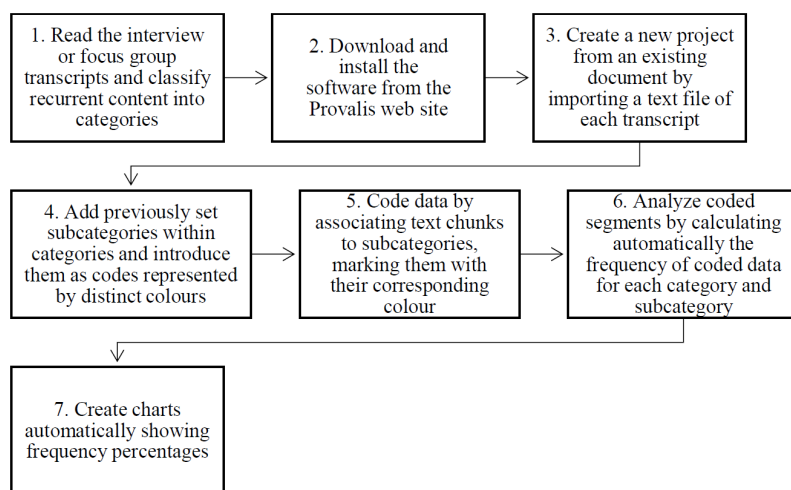 1. Read the interview
or focus group
transcripts and classify
recurrent content into
categories
2. Download and
install the
software from the
Provalis web site
3. Create a new project
from an existing
document by
importing a text file of
each transcript
4. Add previously set
subcategories within
categories and introduce
them as codes represented
by distinct colours
5. Code data by
associating text chunks
to subcategories,
marking them with
their corresponding
colour
6. Analyze coded
segments by calculating
automatically the
frequency of coded data
for each category and
subcategory
7. Create charts
automatically showing
frequency percentages